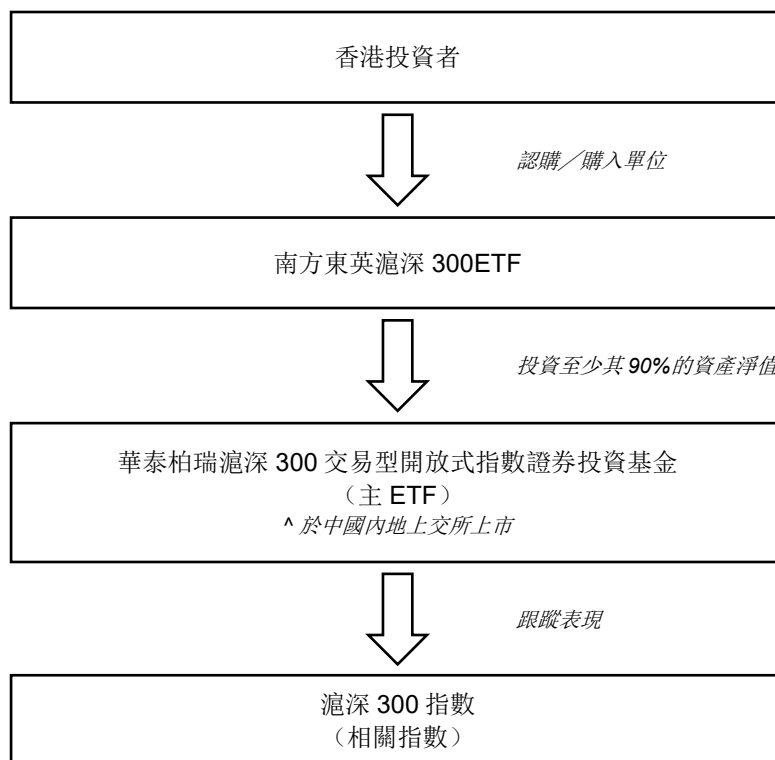 香港投資者
認購／購入單位
南方東英滬深 300ETF
投資至少其 90%的資產淨值
華泰柏瑞滬深 300 交易型開放式指數證券投資基金
（主 ETF）
^ 於中國內地上交所上市
跟蹤表現
滬深 300 指數
（相關指數）